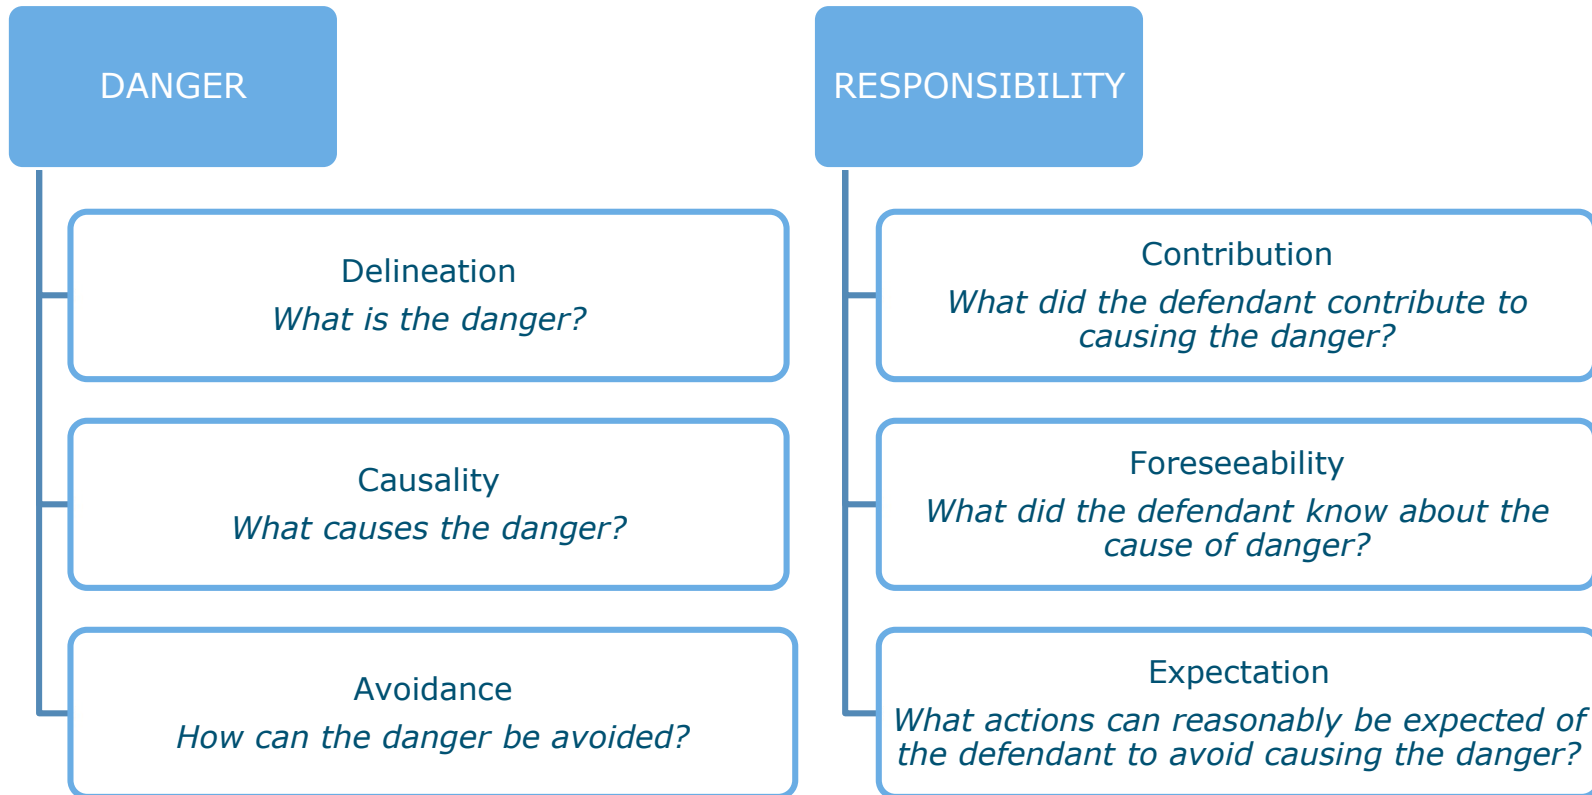 DANGER
Delineation
What is the danger?
Causality
What causes the danger?
Avoidance
How can the danger be avoided?
RESPONSIBILITY
Contribution
What did the defendant contribute to
causing the danger?
Foreseeability
What did the defendant know about the
cause of danger?
Expectation
What actions can reasonably be expected of
the defendant to avoid causing the danger?